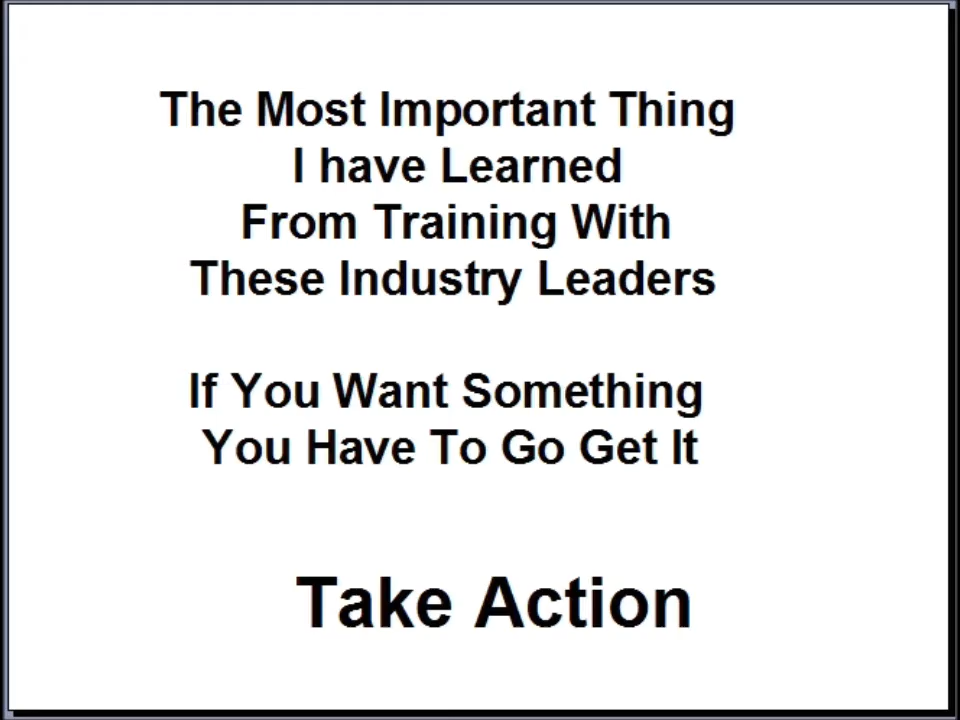 The Most Important Thing
I have Learned
From Training With
These Industry Leaders
If You Want Something
You Have To Go Get It
Take Action